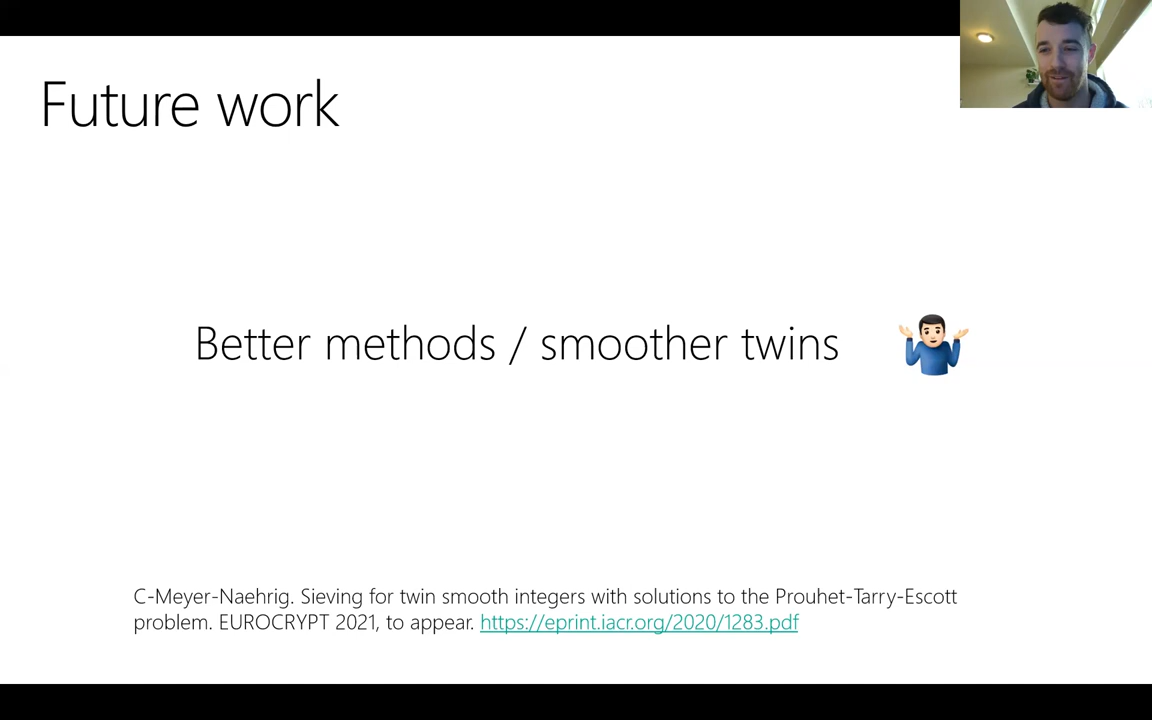 Future work
Better methods / smoother twins
C-Meyer-Naehrig. Sieving for twin smooth integers with solutions to the Prouhet-Tarry-Escott
problem. EUROCRYPT 2021, to appear. https://eprint.iacr.org/2020/1283.pdf